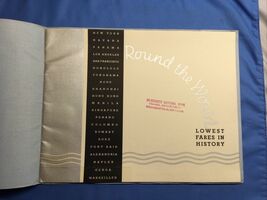 NEW YORK
HAVANA
PANAMA
LOS ANGELES
SAN FRANCISCO
HONOLULU
YOKOHAMA
KOBE
SHANGHAI
HONG KONG
MANILA
SINGAPORE
PENANG
COLOMBO
BOMBAY
SUEZ
PORT SAID
ALEXANDRIA
NAPLES
GENOA
MARSEILLES
Round the World
LOWEST
FARES IN
HISTORY